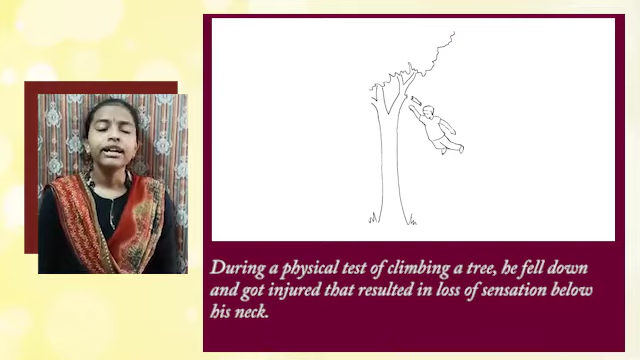 During a physical test of climbing a tree, he fell down
and got injured that resulted in loss of sensation below
his neck.